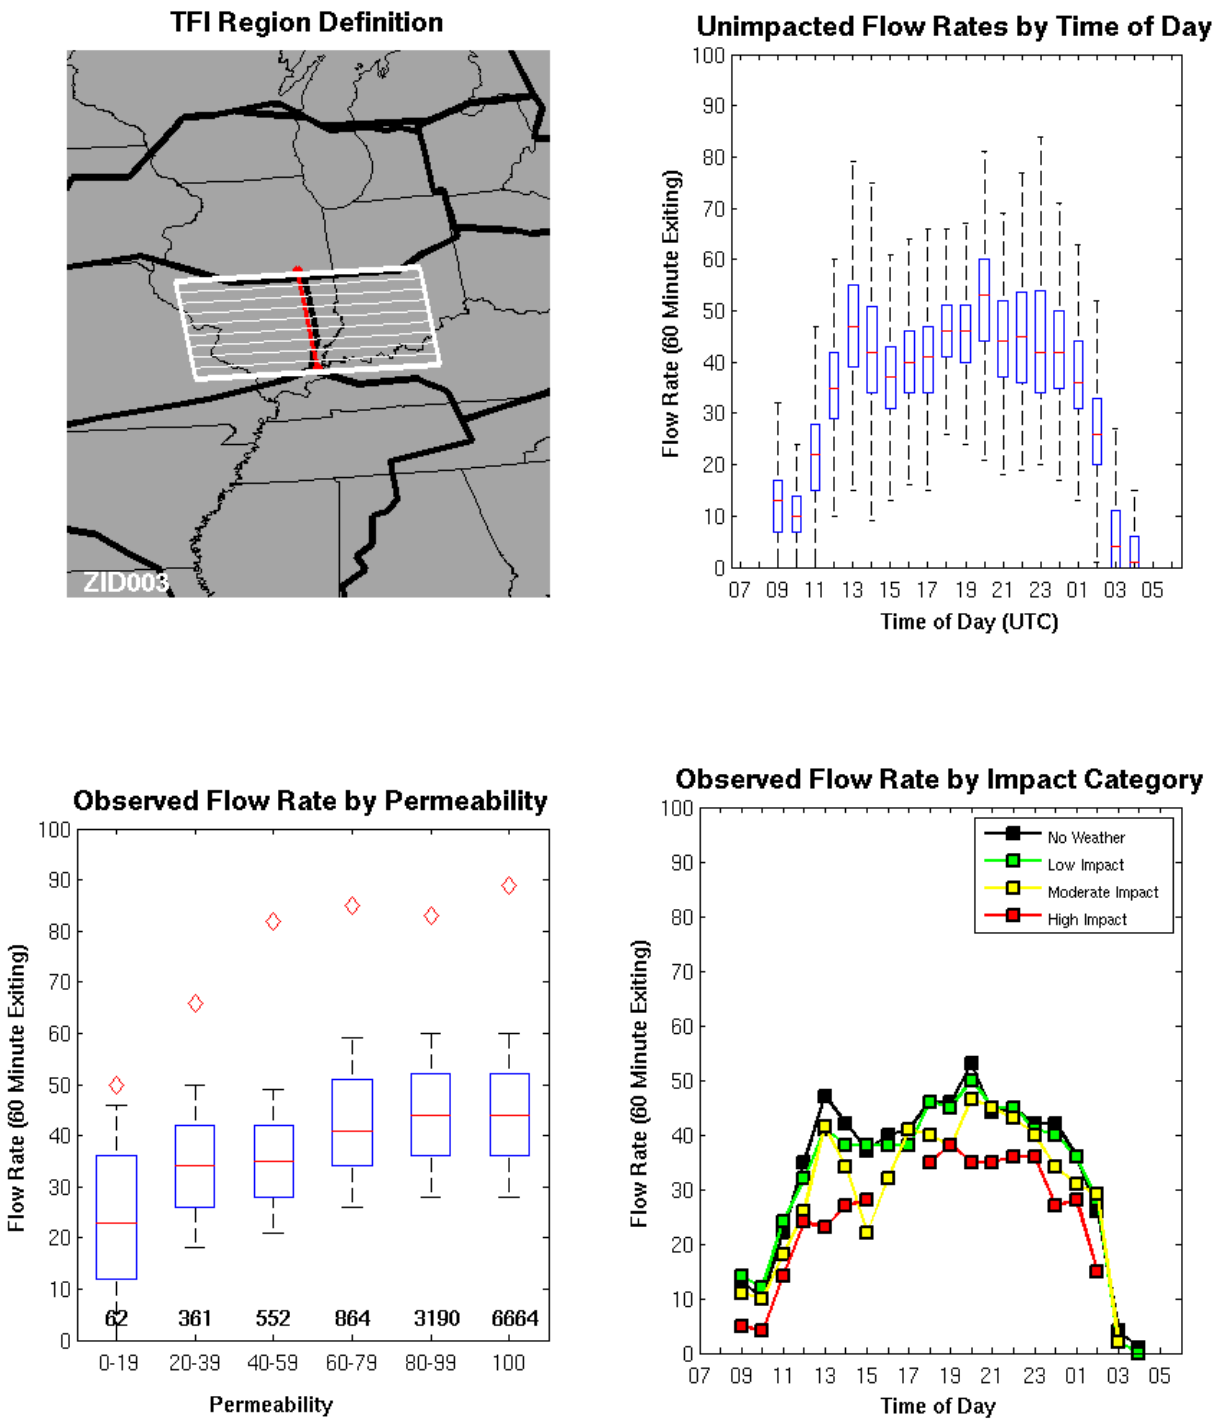 TFI Region Definition
ZID003
Unimpacted Flow Rates by Time of Day
Flow Rate (60 Minute Exiting)
100
90
80
70
60
50
40
30
20
10
0
07 09 11 13 15 17 19 21 23 01 03 05
Time of Day (UTC)
Observed Flow Rate by Permeability
Flow Rate (60 Minute Exiting)
100
90
80
70
60
50
40
30
20
10
0
62 361 552 864 3190 6664
0-19 20-39 40-59 60-79 80-99 100
Permeability
Observed Flow Rate by Impact Category
Flow Rate (60 Minute Exiting)
100
90
80
70
60
50
40
30
20
10
0
No Weather
Low Impact
Moderate Impact
High Impact
07 09 11 13 15 17 19 21 23 01 03 05
Time of Day